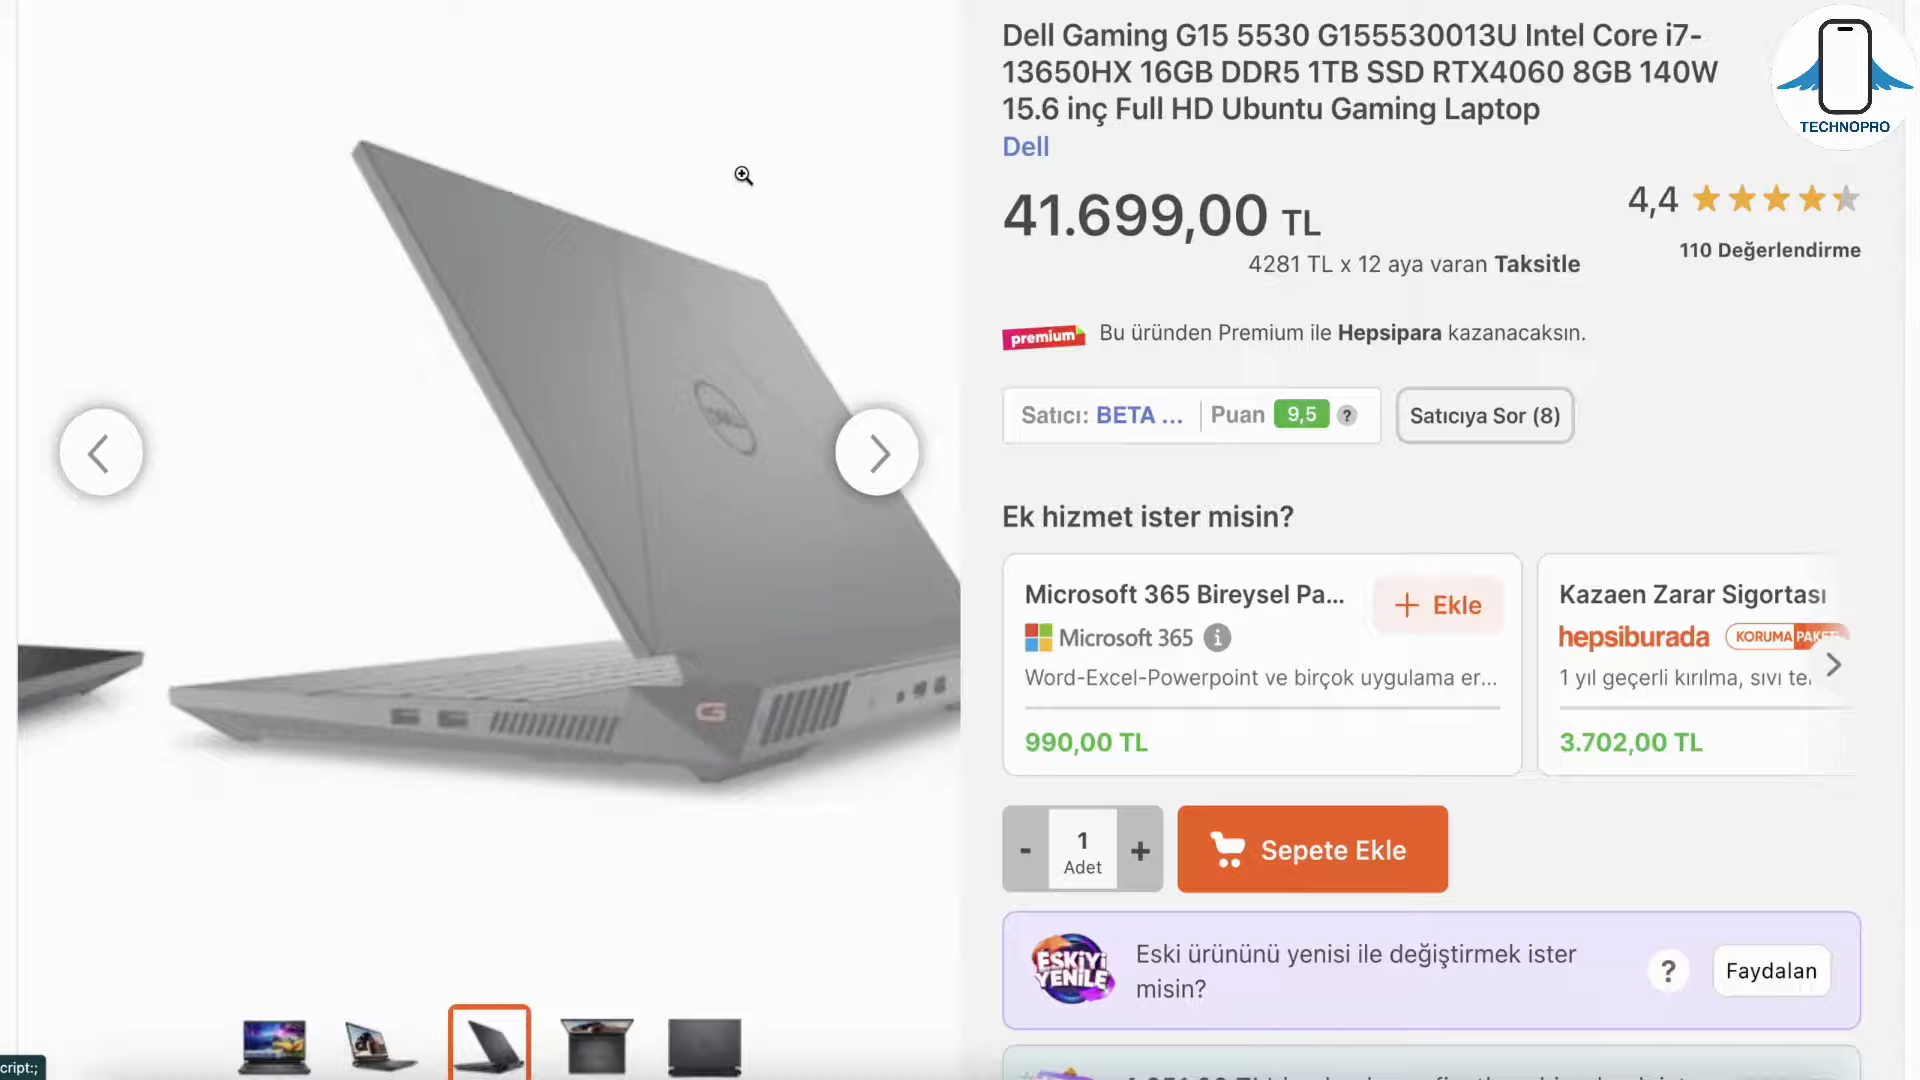 Dell Gaming G15 5530 G155530013U Intel Core i7-
13650HX 16GB DDR5 1TB SSD RTX4060 8GB 140W
15.6 inç Full HD Ubuntu Gaming Laptop
TECHNOPRO
Dell
41.699,00 TL
4,4
4281 TL x 12 aya varan Taksitle
110 Değerlendirme
premium
Bu üründen Premium ile Hepsipara kazanacaksın.
Satıcı: BETA ...
Puan 9,5 ?
Satıcıya Sor (8)
Ek hizmet ister misin?
Microsoft 365 Bireysel Pa...
+ Ekle
Microsoft 365
Word-Excel-Powerpoint ve birçok uygulama er...
990,00 TL
Kazaen Zarar Sigortası
hepsiburada KORUMA PAKETİ
1 yıl geçerli kırılma, sıvı te
3.702,00 TL
- 1 +
Adet
Sepete Ekle
ESKİYİ
YENİLE
Eski ürününü yenisi ile değiştirmek ister
misin?
?
Faydalan
DELL
G
cript:;